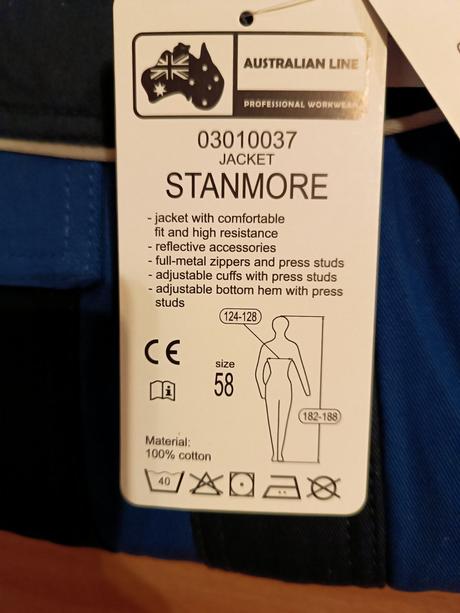 AUSTRALIAN LINE
PROFESSIONAL WORKWEAR
03010037
JACKET
STANMORE
- jacket with comfortable
fit and high resistance
- reflective accessories
- full-metal zippers and press studs
- adjustable cuffs with press studs
- adjustable bottom hem with press
studs
124-128
CE
size
58
182-188
Material:
100% cotton
40